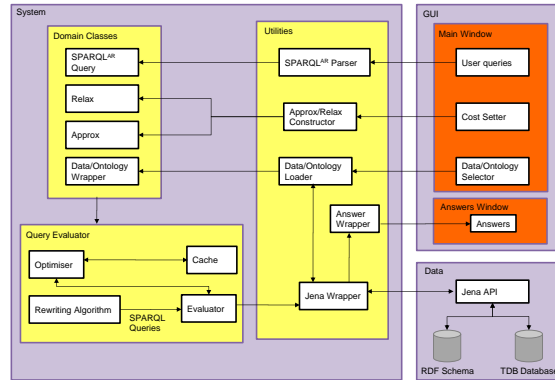 System
GUI
Domain Classes
Utilities
Main Window
SPARQLᴬᴿ
Query
SPARQLᴬᴿ Parser
User queries
Relax
Approx/Relax
Constructor
Cost Setter
Approx
Data/Ontology
Wrapper
Data/Ontology
Loader
Data/Ontology
Selector
Answers Window
Answer
Wrapper
Answers
Query Evaluator
Optimiser
Cache
Data
Rewriting Algorithm
SPARQL
Queries
Evaluator
Jena Wrapper
Jena API
RDF Schema
TDB Database